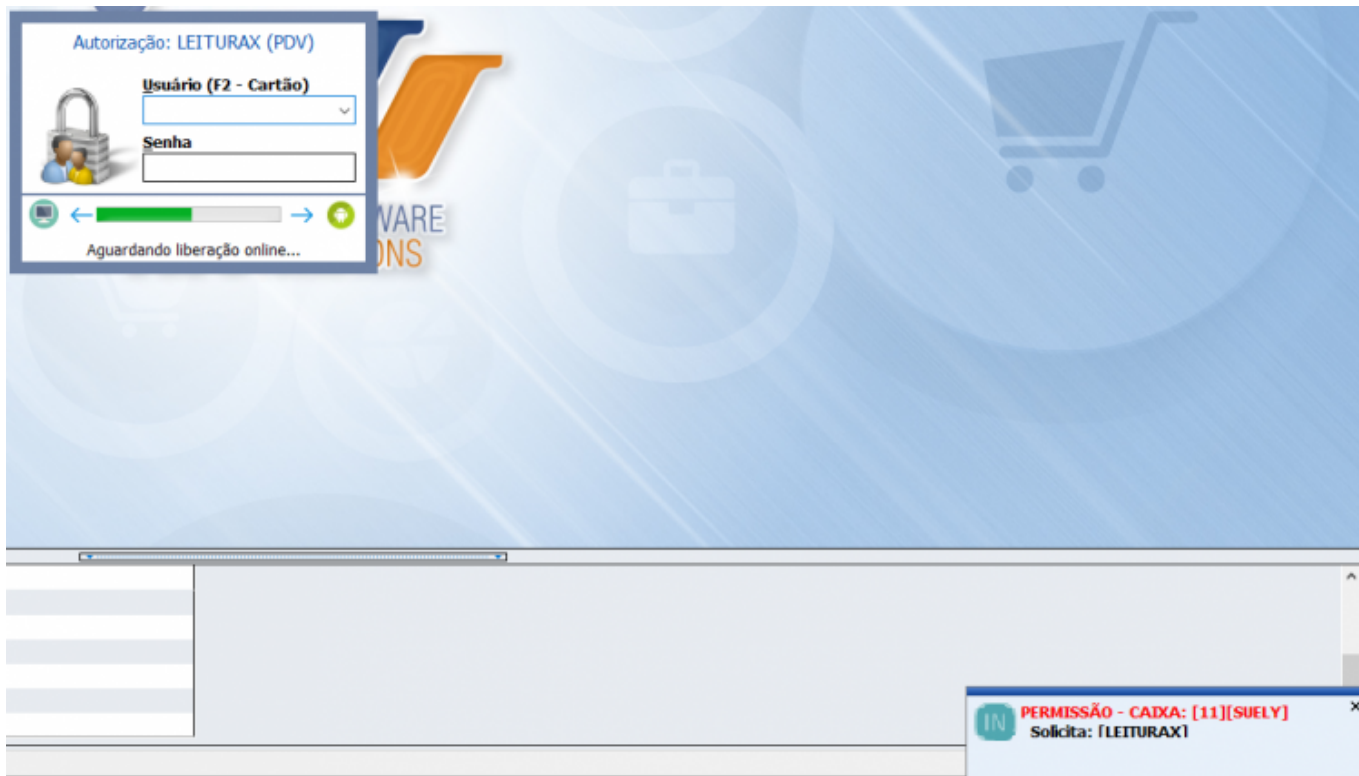 Autorização: LEITURAX (PDV)
Usuário (F2 - Cartão)
Senha
Aguardando liberação online...
WARE
ONS
IN
PERMISSÃO - CAIXA: [11][SUELY]
Solicita: [LEITURAX]